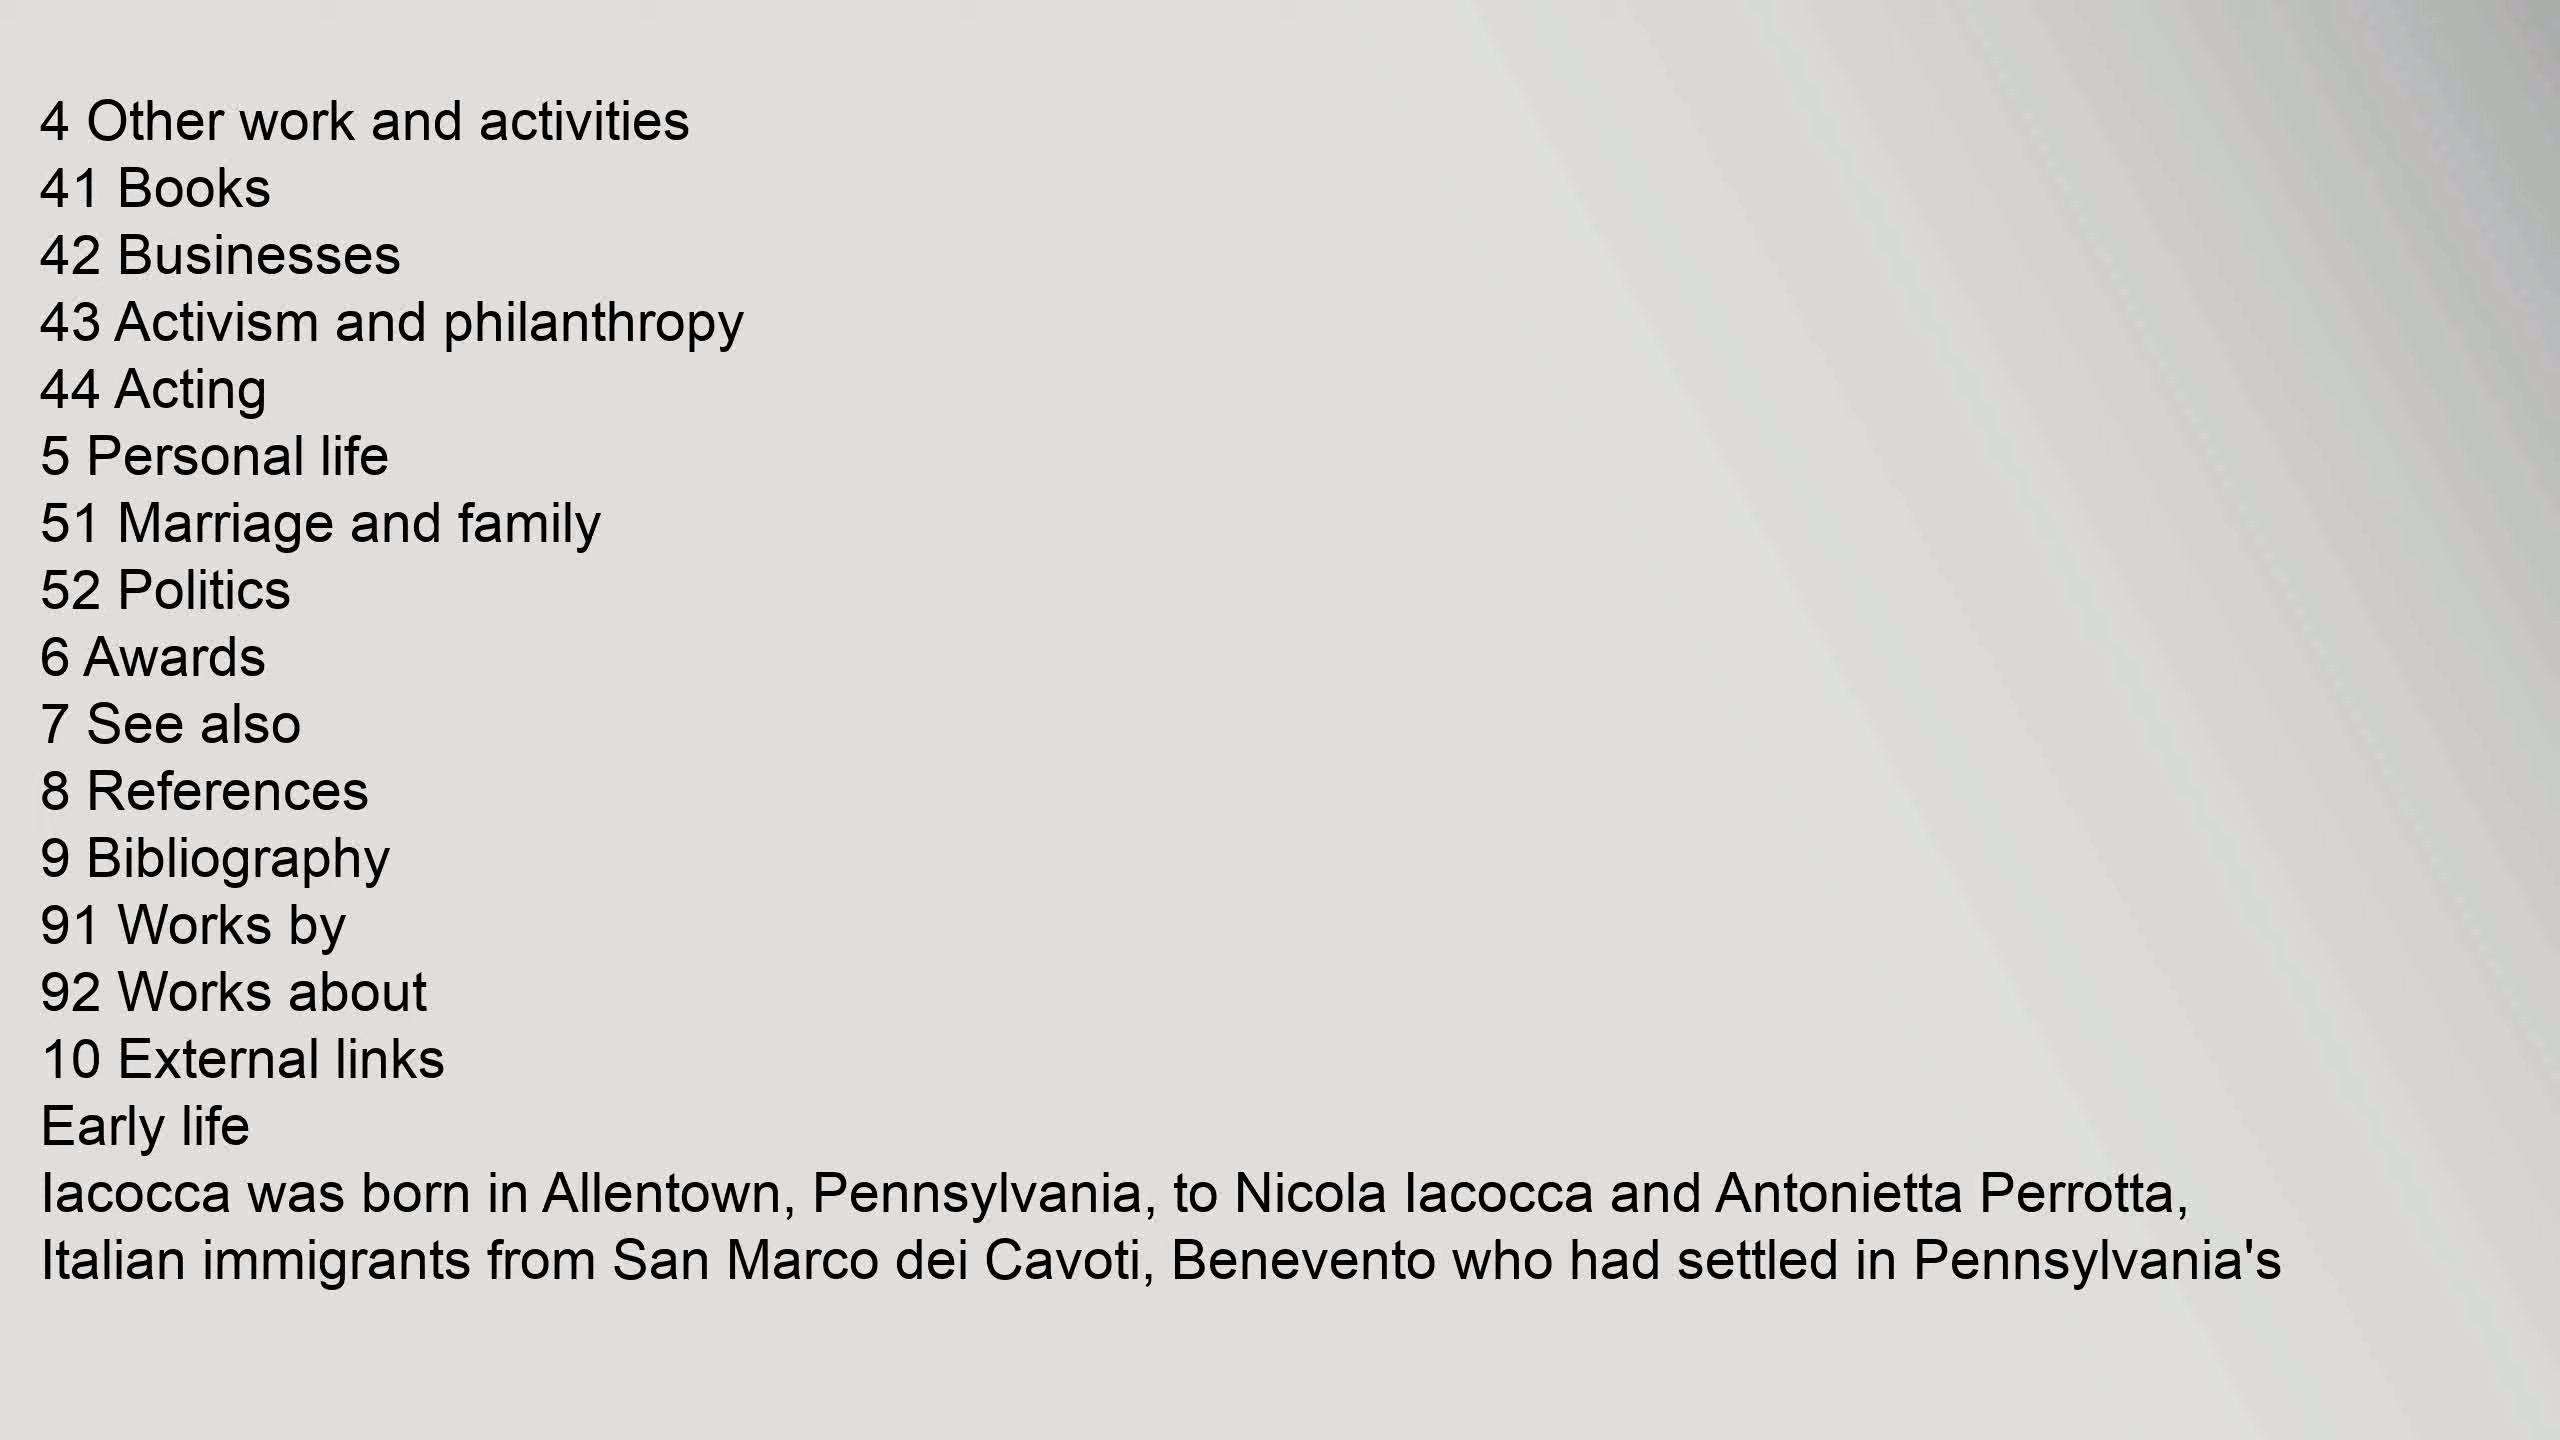 4 Other work and activities
41 Books
42 Businesses
43 Activism and philanthropy
44 Acting
5 Personal life
51 Marriage and family
52 Politics
6 Awards
7 See also
8 References
9 Bibliography
91 Works by
92 Works about
10 External links
Early life
Iacocca was born in Allentown, Pennsylvania, to Nicola Iacocca and Antonietta Perrotta,
Italian immigrants from San Marco dei Cavoti, Benevento who had settled in Pennsylvania's